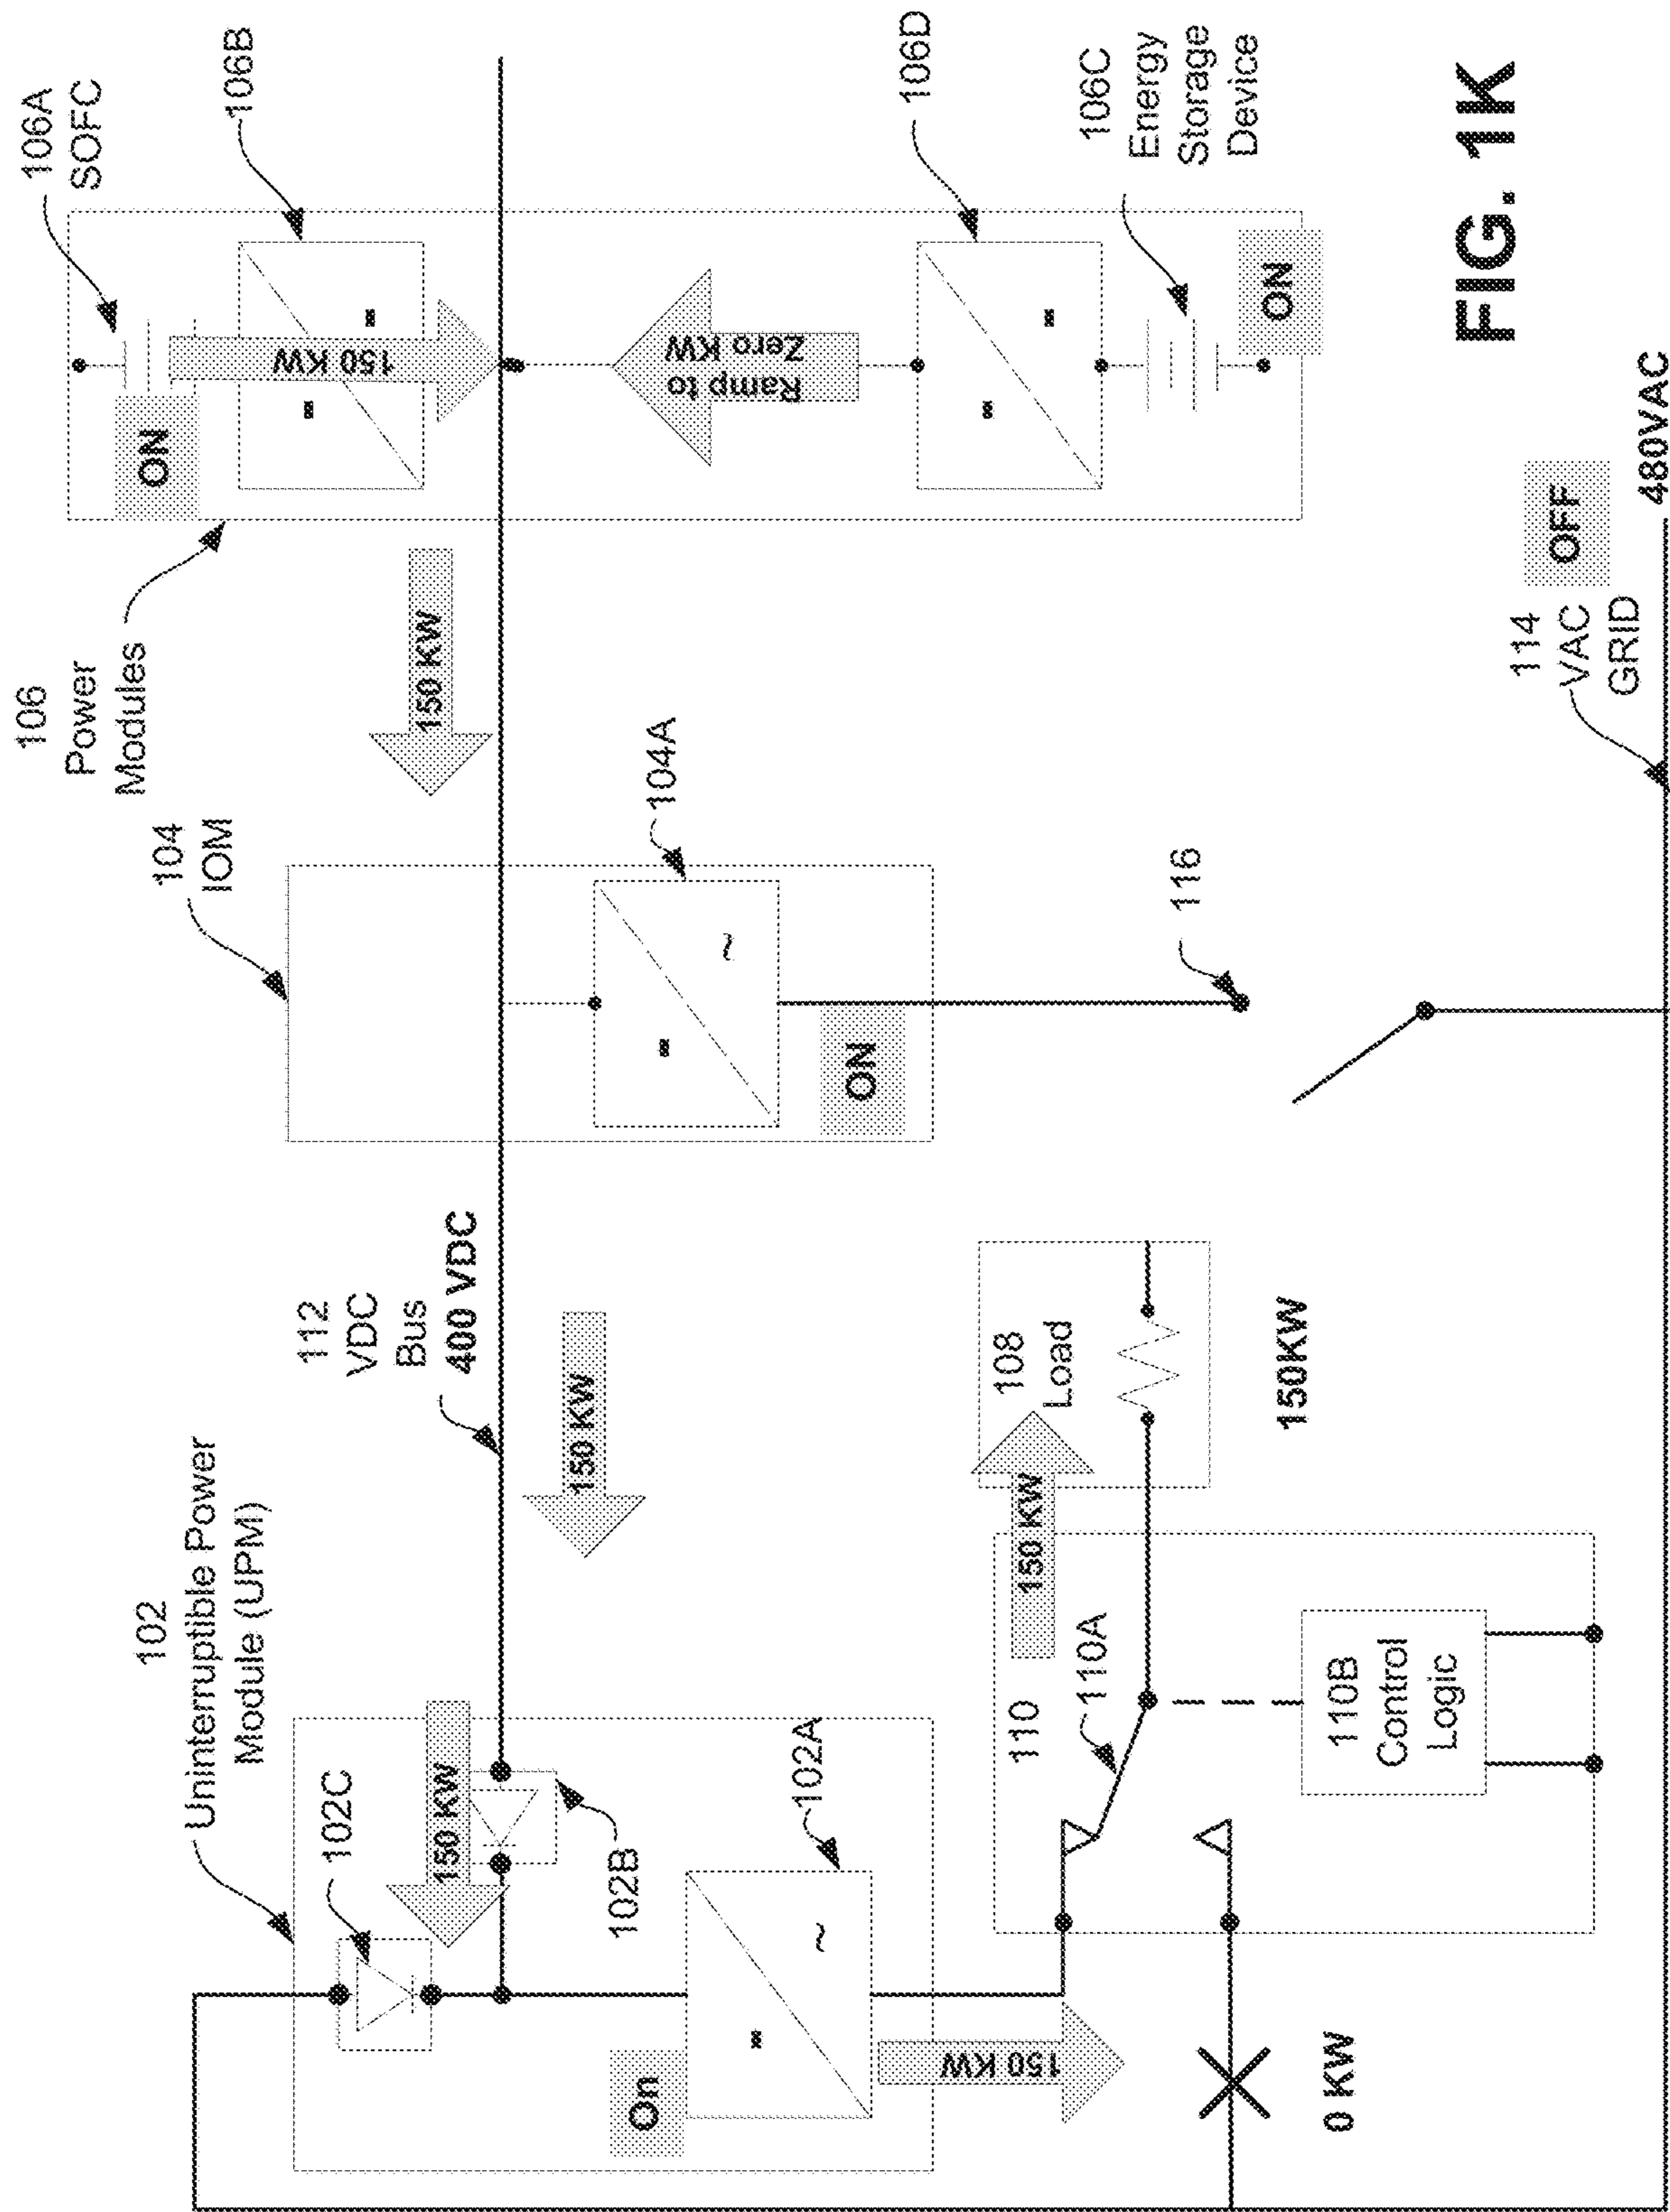 102
Uninterruptible Power
Module (UPM)
102C
150 KW
102B
On
102A
150 KW
112
VDC
Bus
400 VDC
150 KW
104
IOM
104A
ON
116
106
Power
Modules
150 KW
106A
SOFC
ON
150 KW
106B
Ramp to
Zero KW
106D
106C
Energy
Storage
Device
ON
110
110A
110B
Control
Logic
150 KW
108
Load
150KW
0 KW
114
VAC
GRID
OFF
480VAC
FIG. 1K